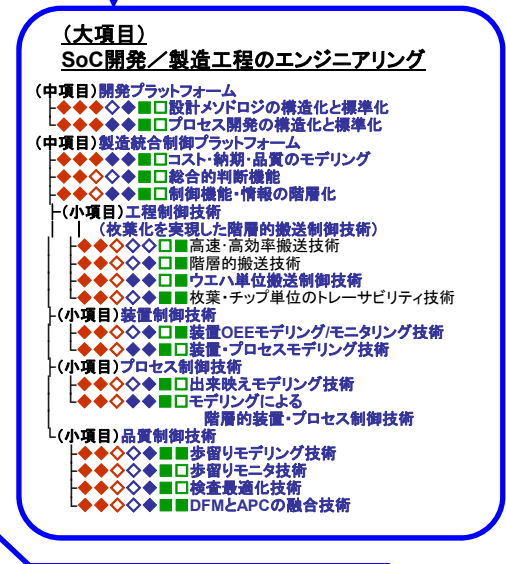 （大項目）
SoC開発／製造工程のエンジニアリング
（中項目）開発プラットフォーム
◆◆◆◇◆■□設計メソドロジの構造化と標準化
◆◆◆◆◆■□プロセス開発の構造化と標準化
（中項目）製造統合制御プラットフォーム
◆◆◆◆◆■□コスト・納期・品質のモデリング
◆◆◇◇◆■□総合的判断機能
◆◆◇◆◆■□制御機能・情報の階層化
（小項目）工程制御技術
（枚葉化を実現した階層的搬送制御技術）
◆◆◇◇◇□■高速・高効率搬送技術
◆◆◇◇◆□■階層的搬送技術
◆◆◇◆◆□■ウエハ単位搬送制御技術
◆◆◇◇◆■■枚葉・チップ単位のトレーサビリティ技術
（小項目）装置制御技術
◆◆◇◇◆□■装置OEEモデリング/モニタリング技術
◆◆◇◆◆■□装置・プロセスモデリング技術
（小項目）プロセス制御技術
◆◆◇◇◆■□出来映えモデリング技術
◆◆◇◆◆■□モデリングによる
階層的装置・プロセス制御技術
（小項目）品質制御技術
◆◆◇◇◆■■歩留りモデリング技術
◆◆◇◇◆■□歩留りモニタ技術
◆◆◇◇◆■□検査最適化技術
◆◆◇◇◆■■DFMとAPCの融合技術